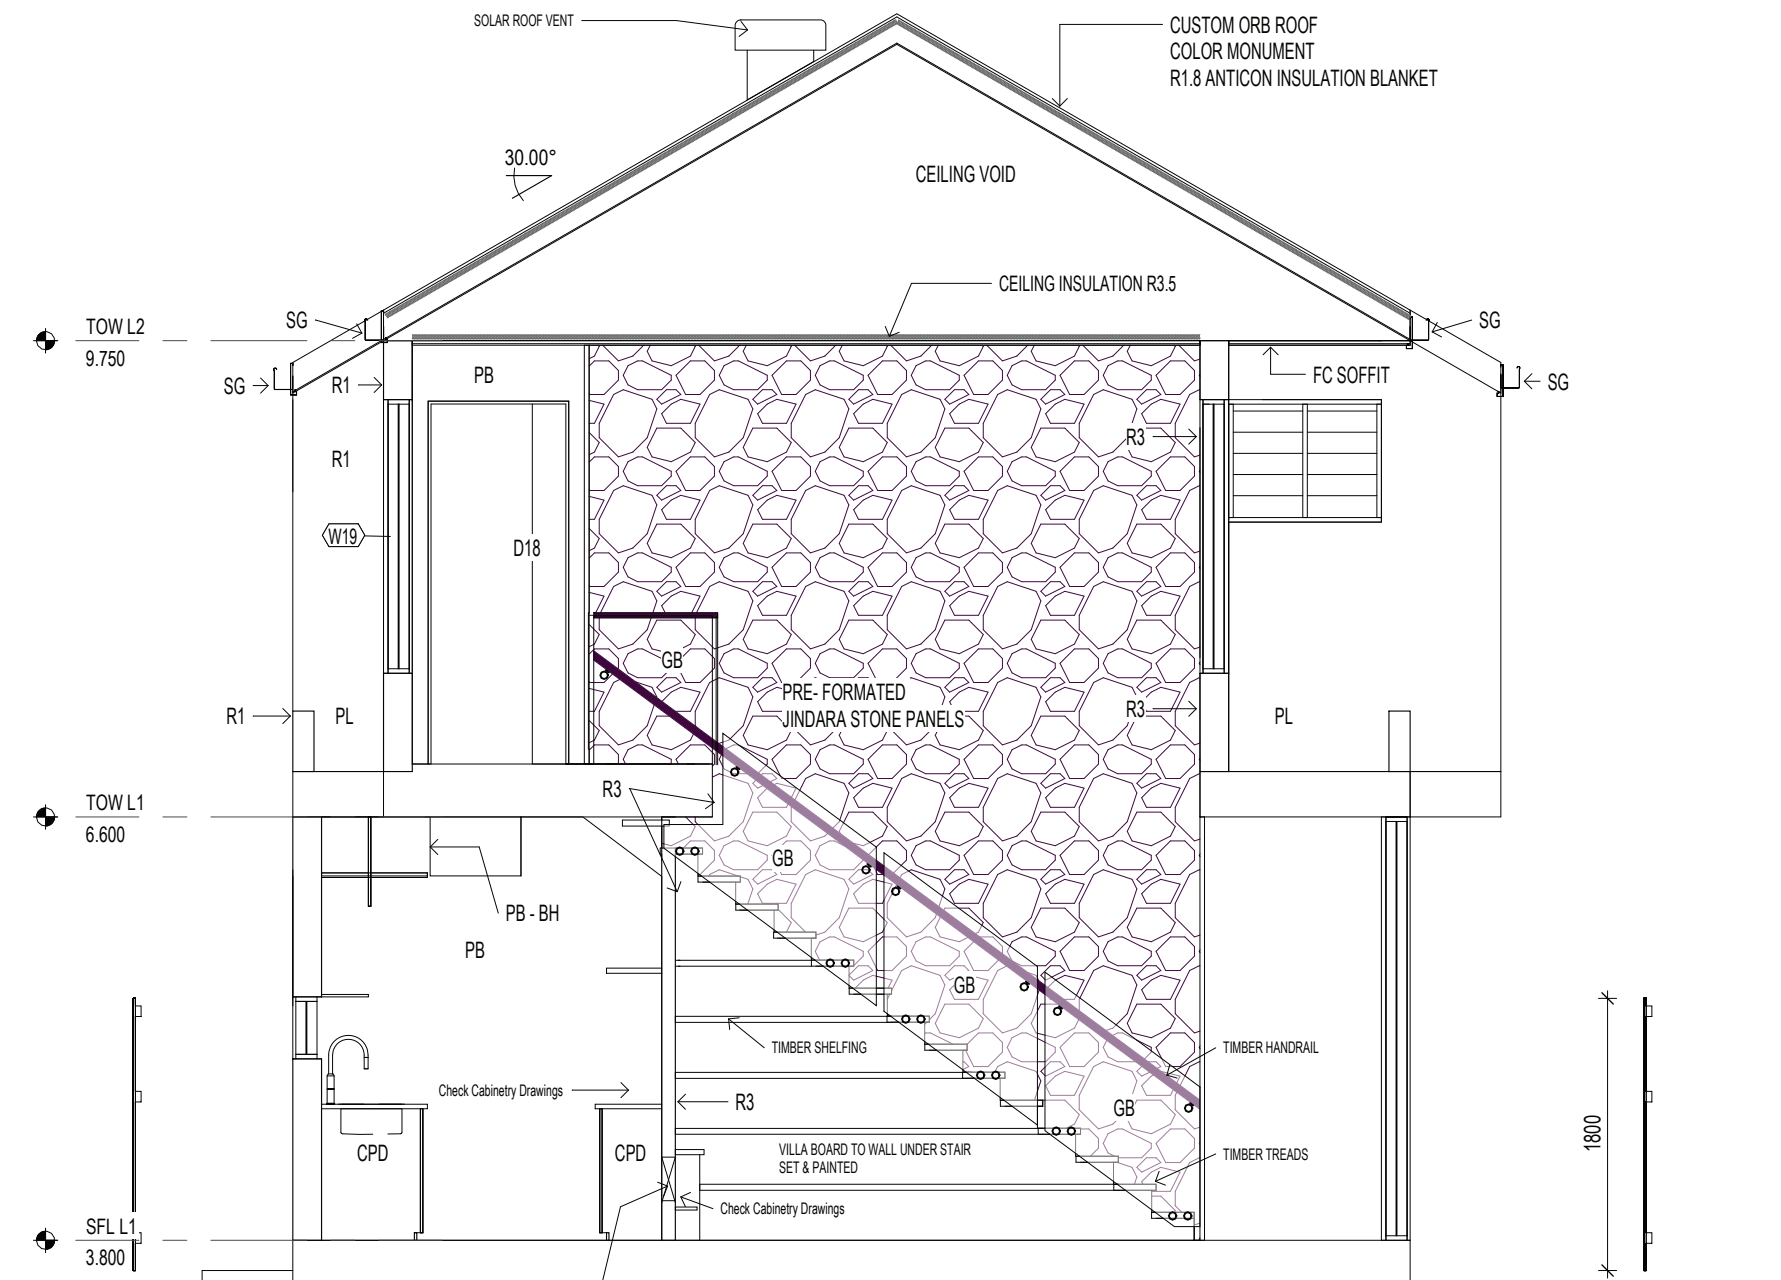 SOLAR ROOF VENT
CUSTOM ORB ROOF
COLOR MONUMENT
R1.8 ANTICON INSULATION BLANKET
30.00°
CEILING VOID
CEILING INSULATION R3.5
TOW L2
9.750
SG
SG
SG
SG
R1
PB
FC SOFFIT
R3
R1
W19
D18
GB
PRE- FORMATED
JINDARA STONE PANELS
R1
PL
R3
PL
R3
TOW L1
6.600
GB
PB - BH
PB
GB
TIMBER SHELFING
TIMBER HANDRAIL
Check Cabinetry Drawings
R3
GB
1800
CPD
CPD
VILLA BOARD TO WALL UNDER STAIR
SET & PAINTED
TIMBER TREADS
Check Cabinetry Drawings
SFL L1
3.800